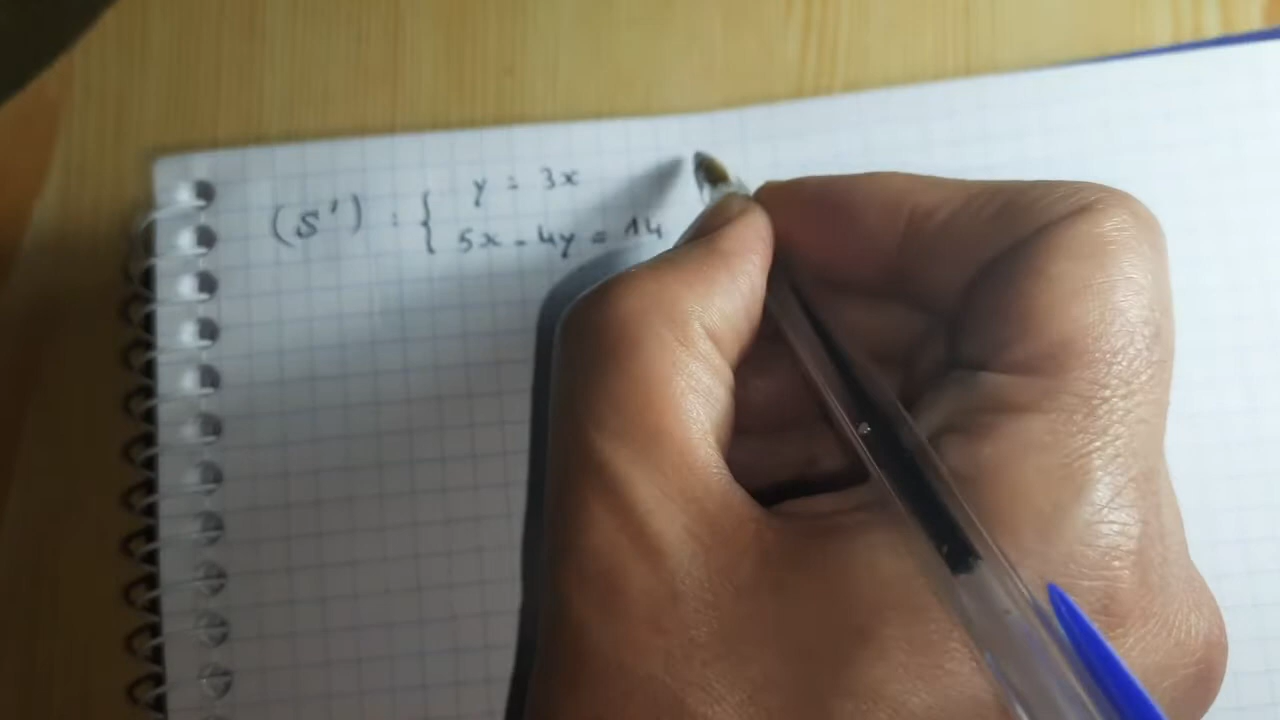 y = 3x
(S') : {
5x - 4y = 14